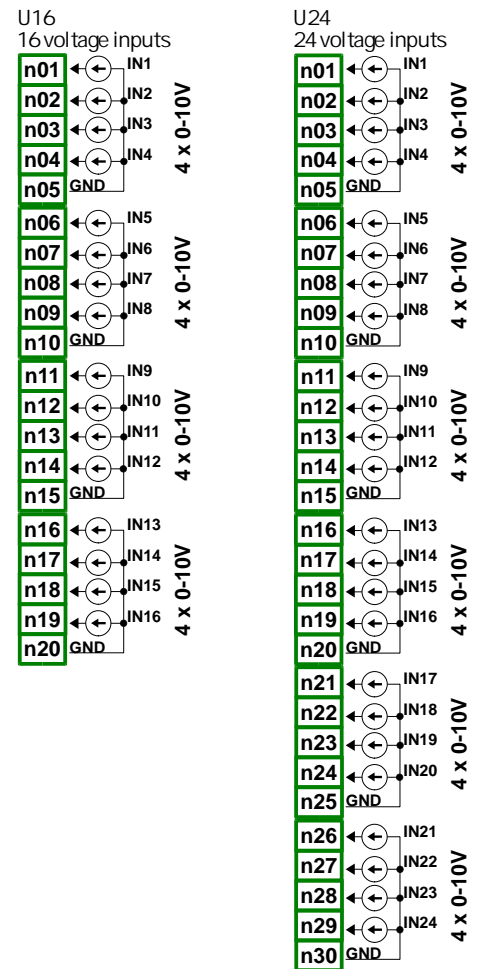 U16
16 voltage inputs
n01 IN1
n02 IN2
n03 IN3
n04 IN4
n05 GND
4 x 0-10V
n06 IN5
n07 IN6
n08 IN7
n09 IN8
n10 GND
4 x 0-10V
n11 IN9
n12 IN10
n13 IN11
n14 IN12
n15 GND
4 x 0-10V
n16 IN13
n17 IN14
n18 IN15
n19 IN16
n20 GND
4 x 0-10V
U24
24 voltage inputs
n01 IN1
n02 IN2
n03 IN3
n04 IN4
n05 GND
4 x 0-10V
n06 IN5
n07 IN6
n08 IN7
n09 IN8
n10 GND
4 x 0-10V
n11 IN9
n12 IN10
n13 IN11
n14 IN12
n15 GND
4 x 0-10V
n16 IN13
n17 IN14
n18 IN15
n19 IN16
n20 GND
4 x 0-10V
n21 IN17
n22 IN18
n23 IN19
n24 IN20
n25 GND
4 x 0-10V
n26 IN21
n27 IN22
n28 IN23
n29 IN24
n30 GND
4 x 0-10V